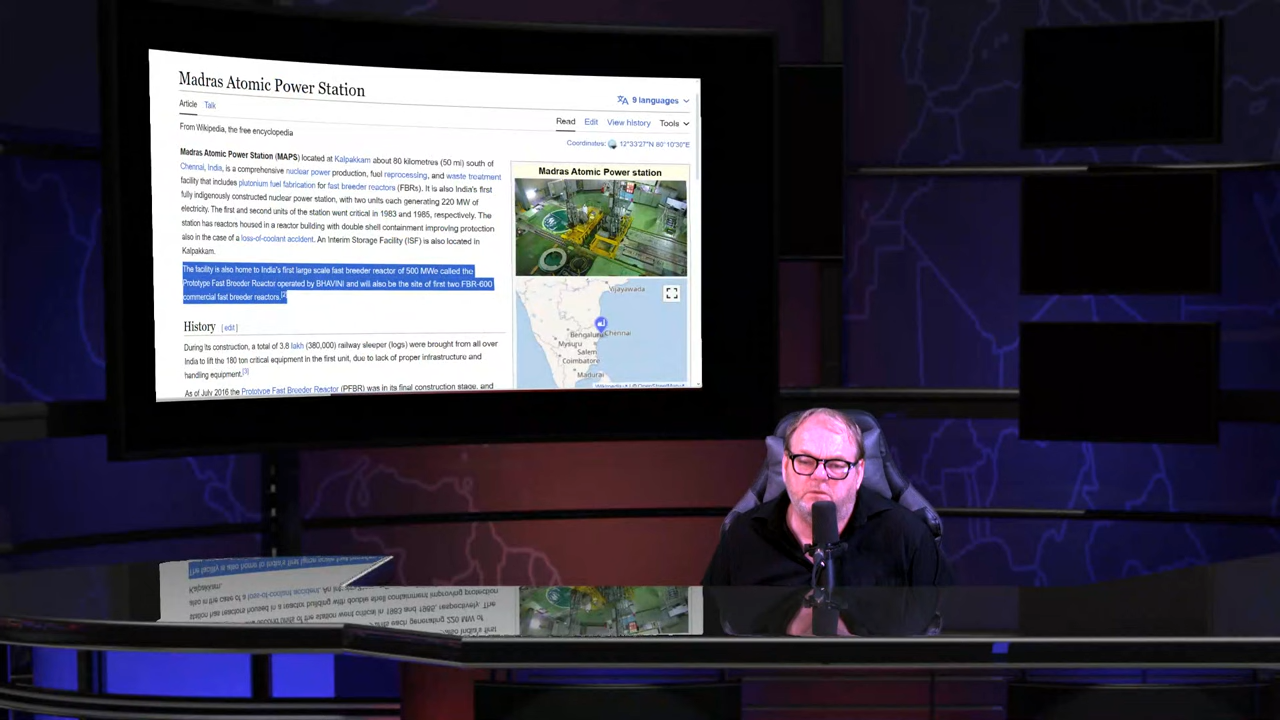 Madras Atomic Power Station
9 languages
Article Talk
Read Edit View history Tools
From Wikipedia, the free encyclopedia
Coordinates: 12°33′27″N 80°10′30″E
Madras Atomic Power Station (MAPS) located at Kalpakkam about 80 kilometres (50 mi) south of
Chennai, India, is a comprehensive nuclear power production, fuel reprocessing, and waste treatment
facility that includes plutonium fuel fabrication for fast breeder reactors (FBRs). It is also India's first
fully indigenously constructed nuclear power station, with two units each generating 220 MW of
electricity. The first and second units of the station went critical in 1983 and 1985, respectively. The
station has reactors housed in a reactor building with double shell containment improving protection
also in the case of a loss-of-coolant accident. An Interim Storage Facility (ISF) is also located in
Kalpakkam.
The facility is also home to India's first large scale fast breeder reactor of 500 MWe called the
Prototype Fast Breeder Reactor operated by BHAVINI and will also be the site of first two FBR-600
commercial fast breeder reactors.[2]
History [edit]
During its construction, a total of 3.8 lakh (380,000) railway sleeper (logs) were brought from all over
India to lift the 180 ton critical equipment in the first unit, due to lack of proper infrastructure and
handling equipment.[3]
As of July 2016 the Prototype Fast Breeder Reactor (PFBR) was in its final construction stage, and
Madras Atomic Power station
Vijayawada
Bengaluru Chennai
Mysuru
Salem
Coimbatore
Madurai